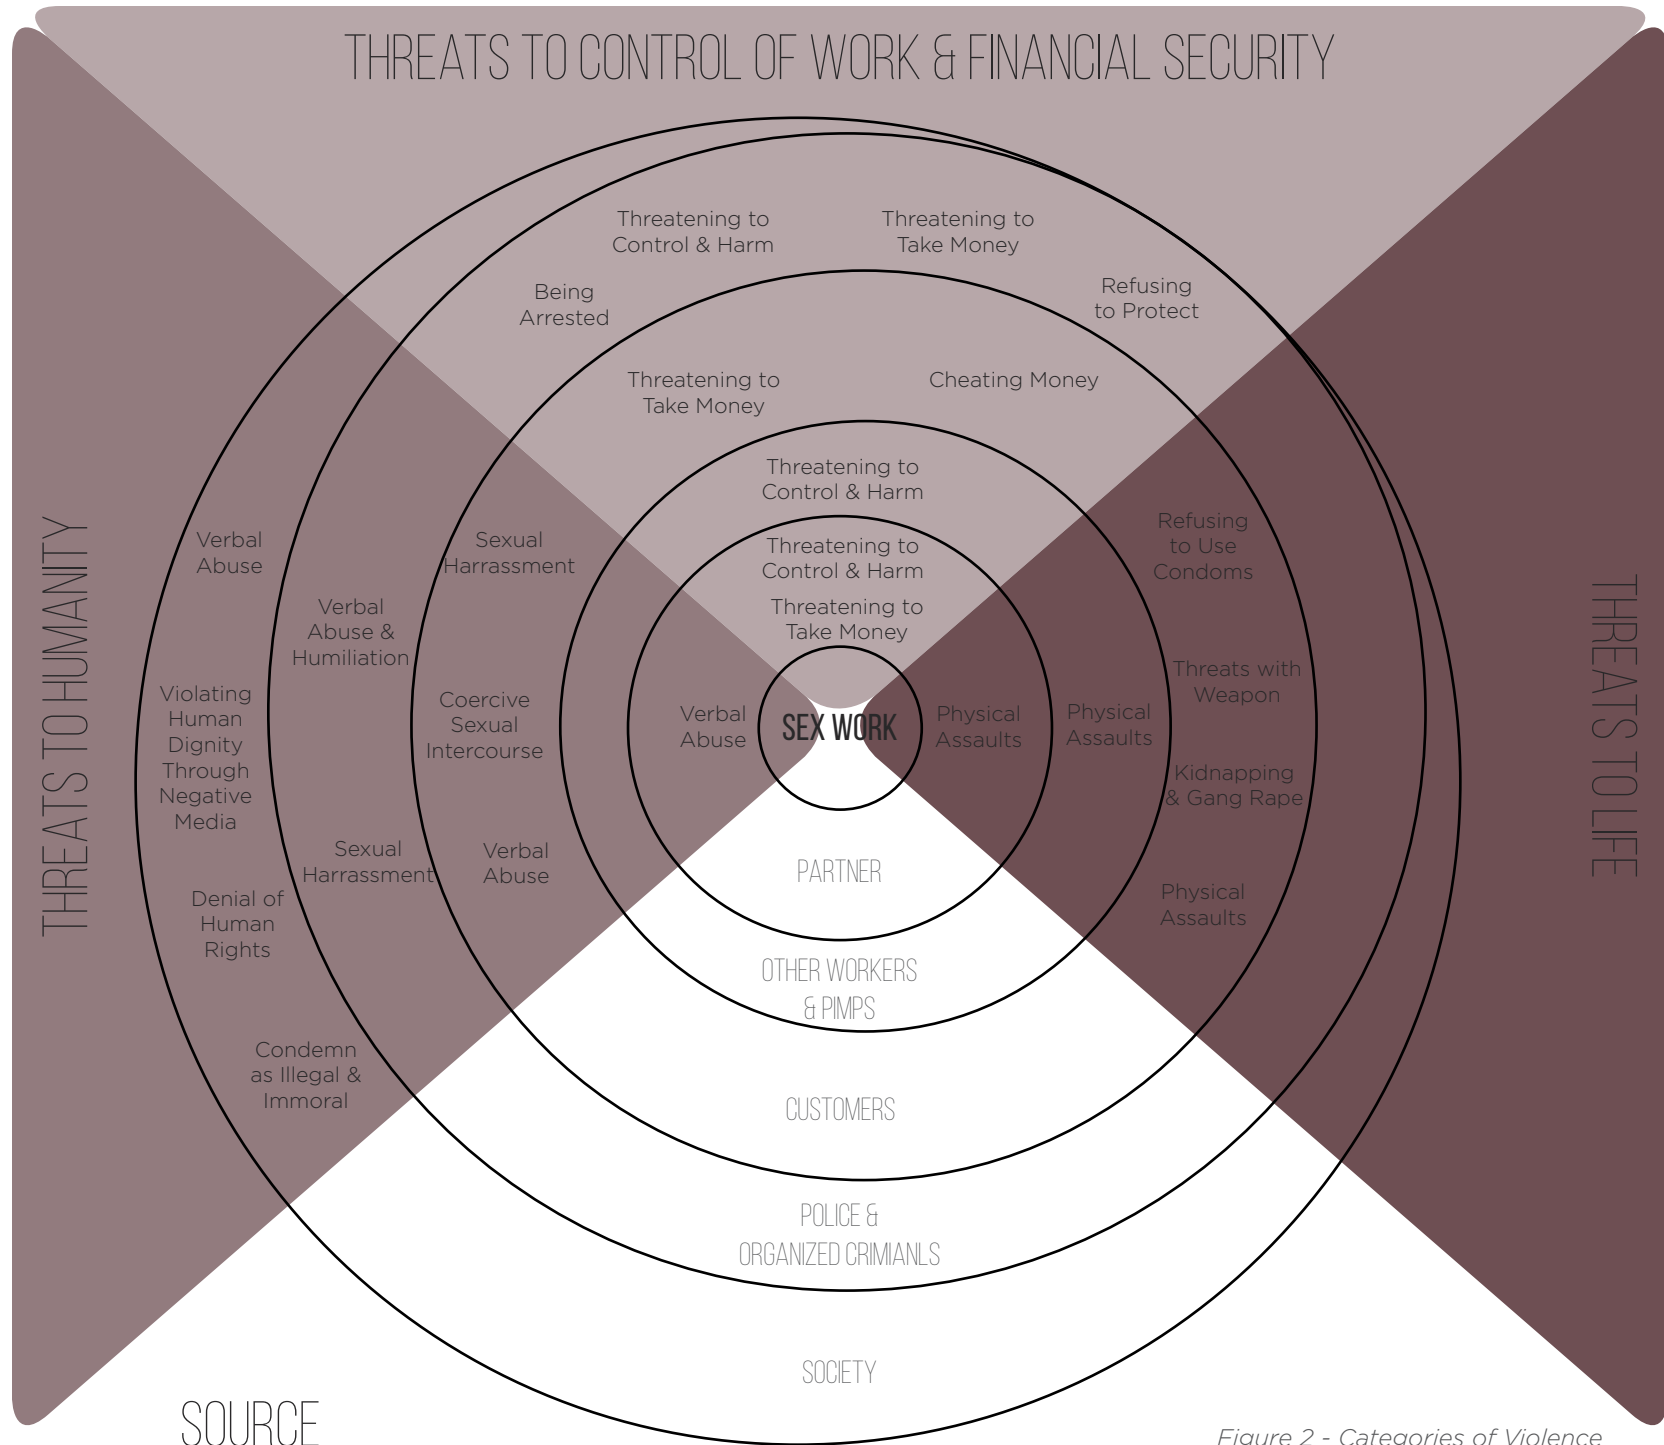 THREATS TO CONTROL OF WORK & FINANCIAL SECURITY
Threatening to
Control & Harm
Threatening to
Take Money
Being
Arrested
Refusing
to Protect
Threatening to
Take Money
Cheating Money
Threatening to
Control & Harm
Threatening to
Control & Harm
Threatening to
Take Money
THREATS TO HUMANITY
Verbal
Abuse
Violating
Human
Dignity
Through
Negative
Media
Denial of
Human
Rights
Condemn
as Illegal &
Immoral
Verbal
Abuse &
Humiliation
Sexual
Harrassment
Sexual
Harrassment
Coercive
Sexual
Intercourse
Verbal
Abuse
Verbal
Abuse
SEX WORK
Physical
Assaults
Physical
Assaults
Refusing
to Use
Condoms
Threats with
Weapon
Kidnapping
& Gang Rape
Physical
Assaults
THREATS TO LIFE
PARTNER
OTHER WORKERS
& PIMPS
CUSTOMERS
POLICE &
ORGANIZED CRIMIANLS
SOCIETY
SOURCE
Figure 2 - Categories of Violence